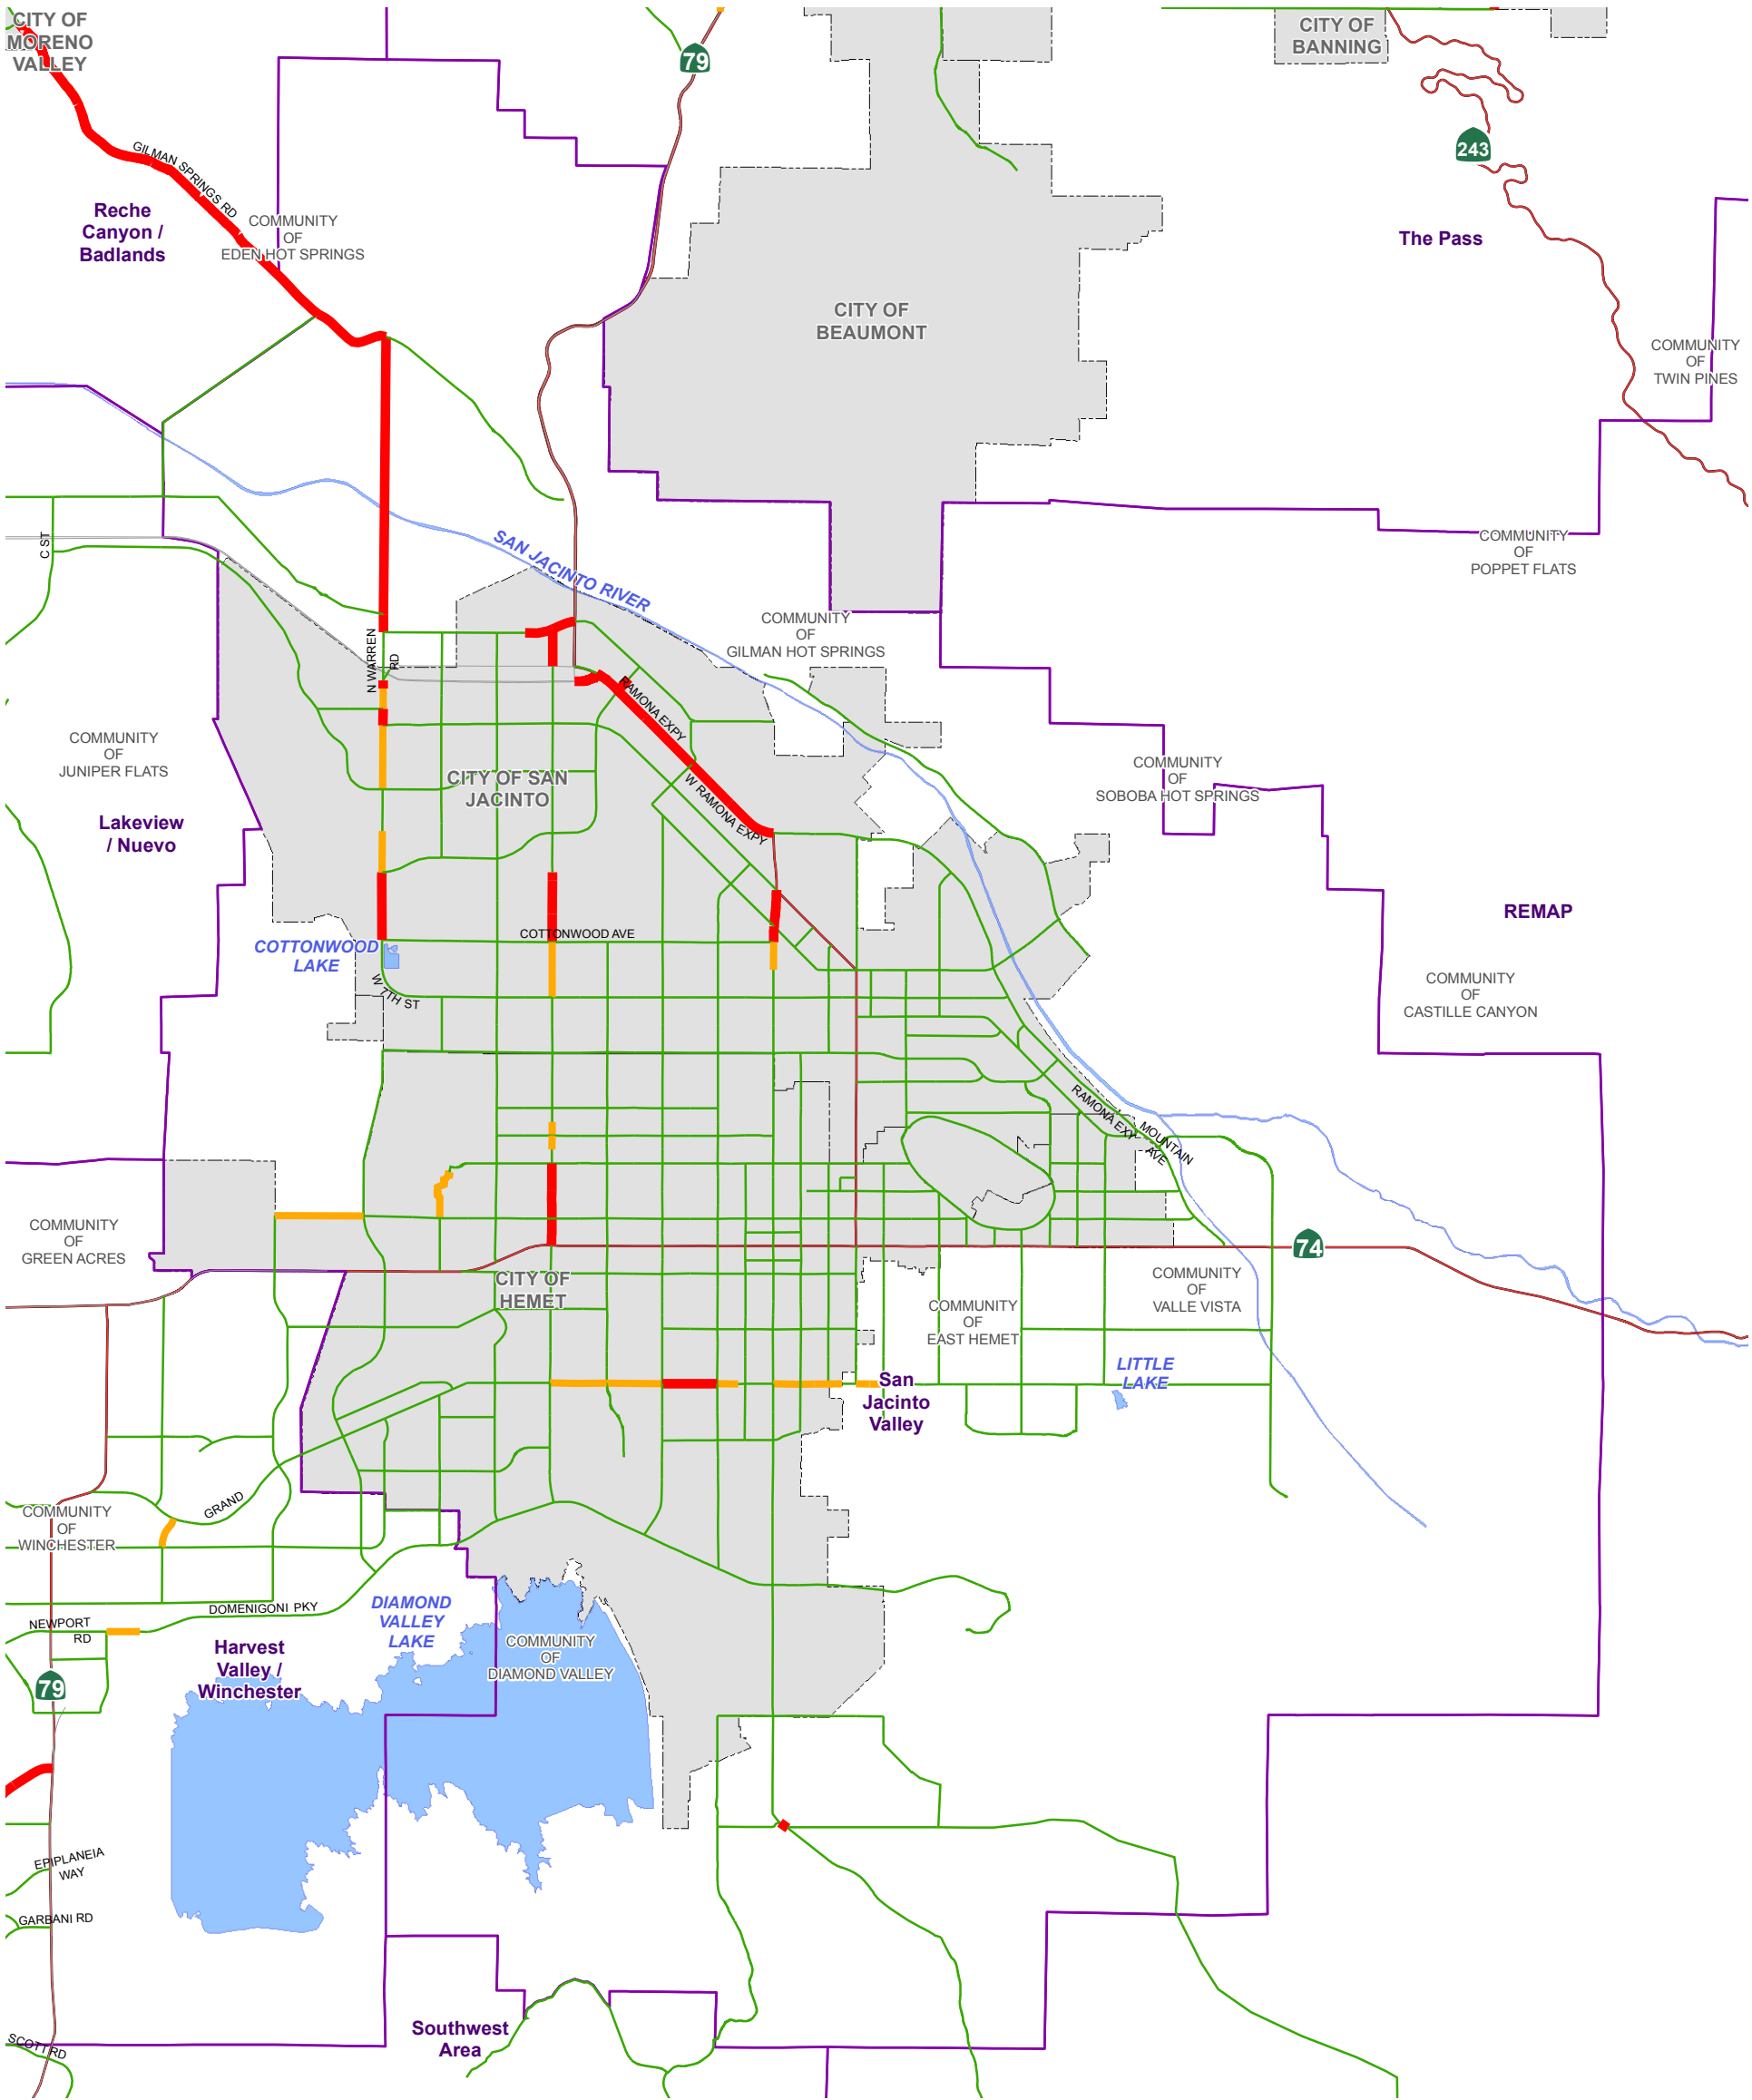 CITY OF
MORENO
VALLEY
79
CITY OF
BANNING
243
GILMAN SPRINGS RD
Reche
Canyon /
Badlands
COMMUNITY
OF
EDEN HOT SPRINGS
The Pass
CITY OF
BEAUMONT
COMMUNITY
OF
TWIN PINES
C ST
SAN JACINTO RIVER
COMMUNITY
OF
POPPET FLATS
COMMUNITY
OF
GILMAN HOT SPRINGS
N WARREN
RD
RAMONA EXPY
COMMUNITY
OF
JUNIPER FLATS
CITY OF SAN
JACINTO
W RAMONA EXPY
COMMUNITY
OF
SOBOBA HOT SPRINGS
Lakeview
/ Nuevo
REMAP
COTTONWOOD AVE
COTTONWOOD
LAKE
W 7TH ST
COMMUNITY
OF
CASTILLE CANYON
RAMONA EXY
MOUNTAIN
AVE
COMMUNITY
OF
GREEN ACRES
74
CITY OF
HEMET
COMMUNITY
OF
VALLE VISTA
COMMUNITY
OF
EAST HEMET
LITTLE
LAKE
San
Jacinto
Valley
GRAND
COMMUNITY
OF
WINCHESTER
DOMENIGONI PKY
DIAMOND
VALLEY
LAKE
NEWPORT
RD
Harvest
Valley /
Winchester
COMMUNITY
OF
DIAMOND VALLEY
79
EPIPLANEIA
WAY
GARBANI RD
Southwest
Area
SCOTT RD